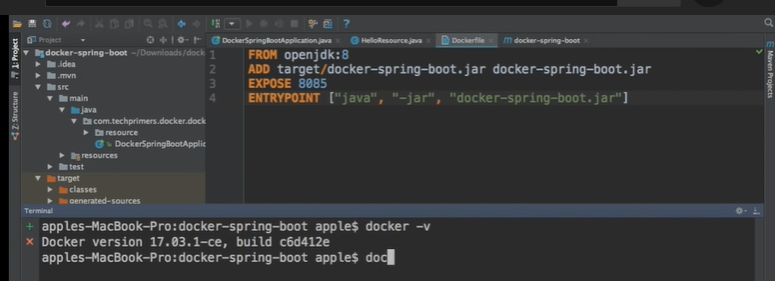 Project
DockerSpringBootApplication.java
HelloResource.java
Dockerfile
docker-spring-boot
1: Project
Z: Structure
Maven Projects
docker-spring-boot ~/Downloads/dock
.idea
.mvn
src
main
java
com.techprimers.docker.dock
resource
DockerSpringBootApplic
resources
test
target
classes
generated-sources
1 FROM openjdk:8
2 ADD target/docker-spring-boot.jar docker-spring-boot.jar
3 EXPOSE 8085
4 ENTRYPOINT ["java", "-jar", "docker-spring-boot.jar"]
Terminal
apples-MacBook-Pro:docker-spring-boot apple$ docker -v
Docker version 17.03.1-ce, build c6d412e
apples-MacBook-Pro:docker-spring-boot apple$ doc